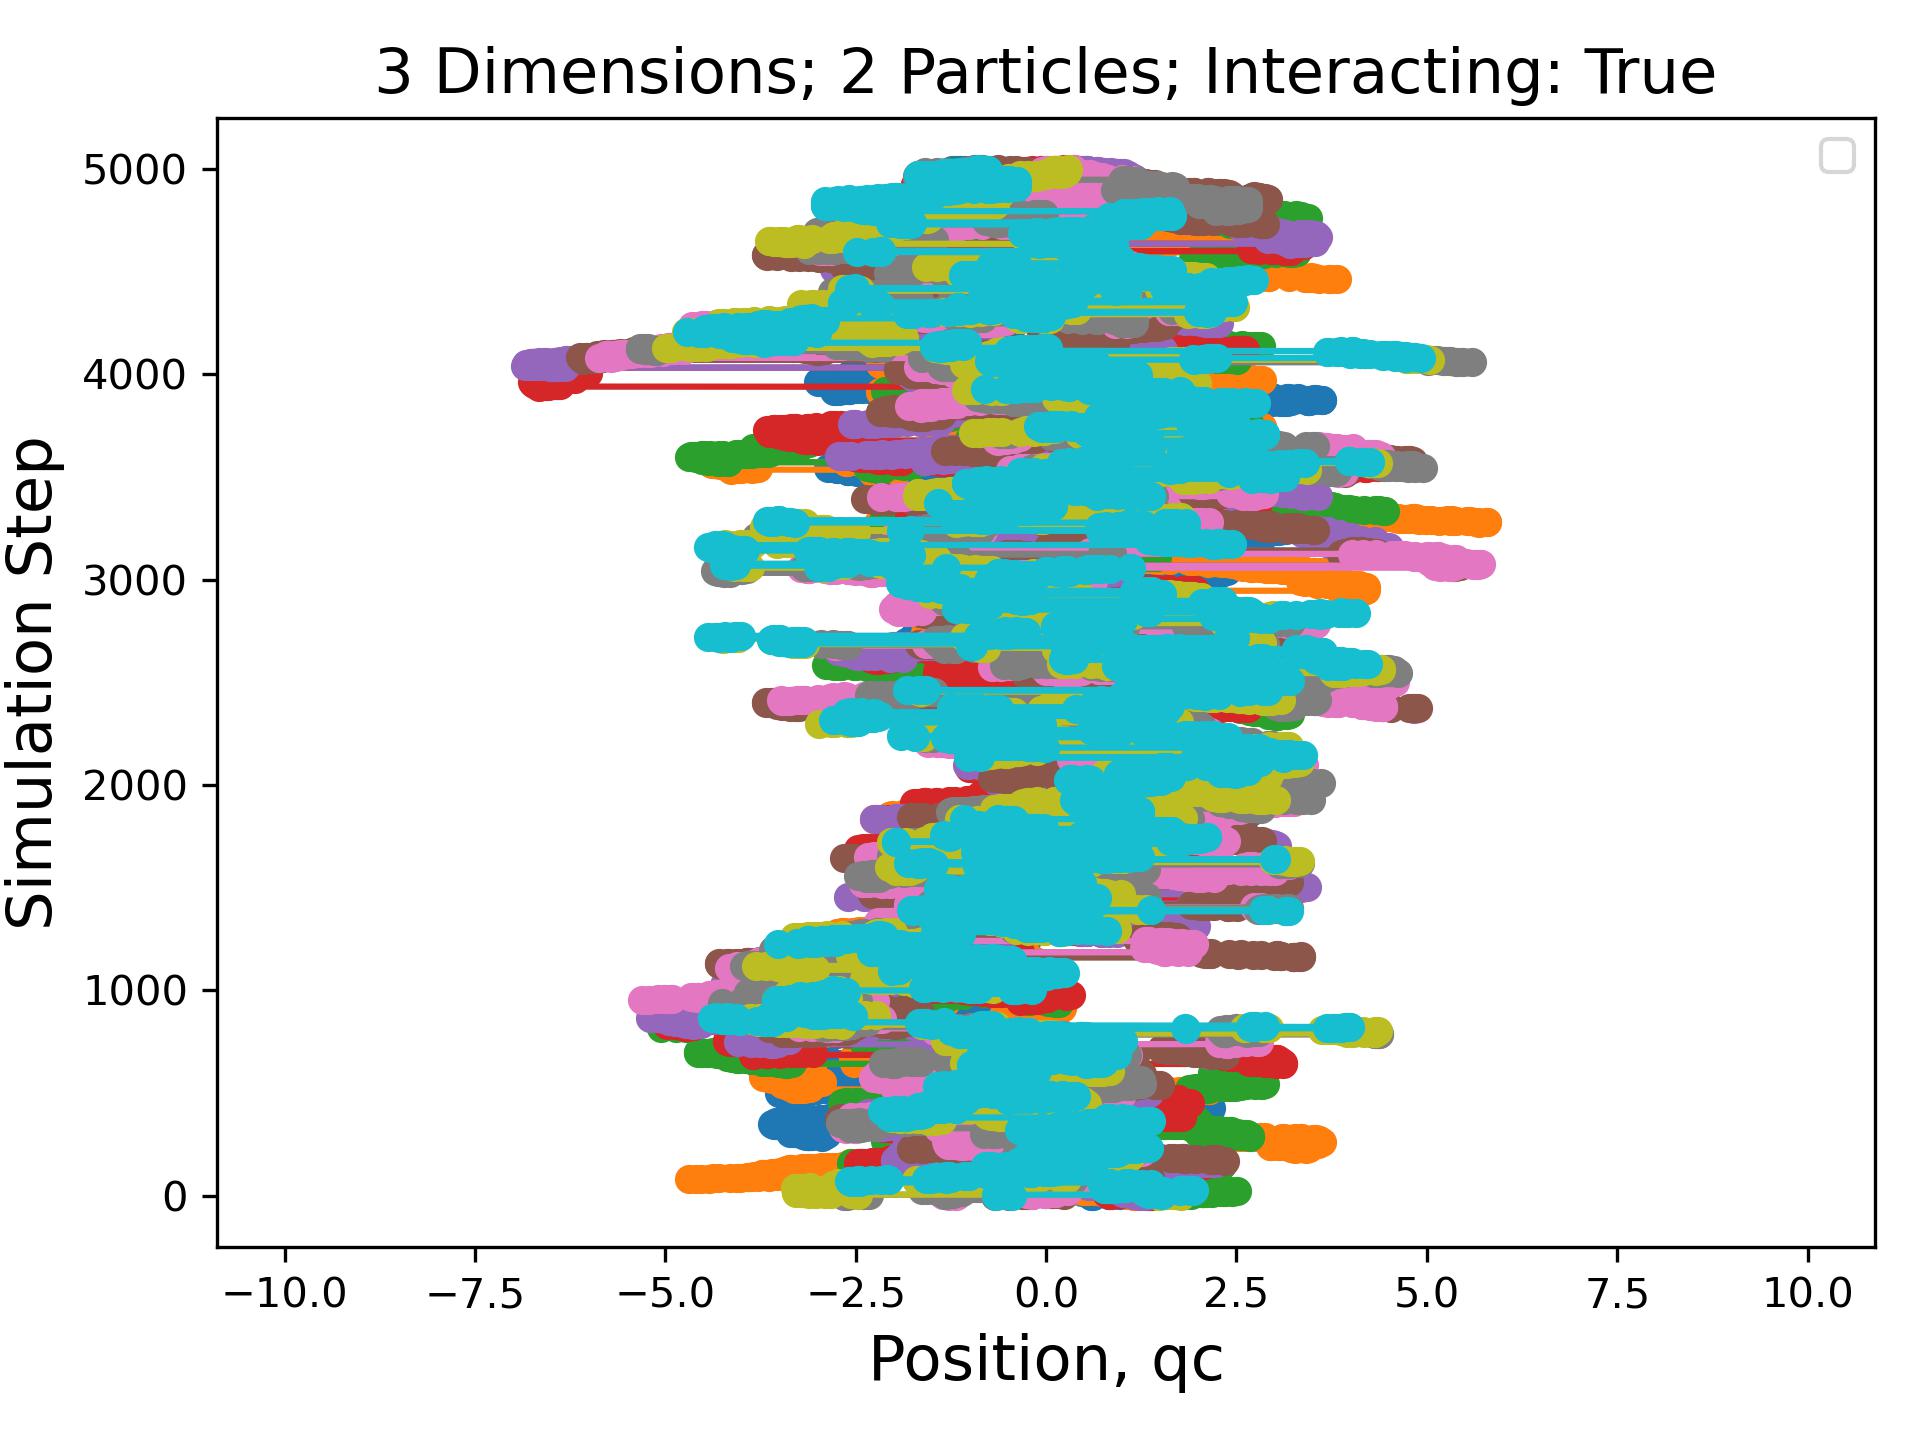 3 Dimensions; 2 Particles; Interacting: True
5000
4000
3000
2000
1000
0
Simulation Step
−10.0 −7.5 −5.0 −2.5 0.0 2.5 5.0 7.5 10.0
Position, qc